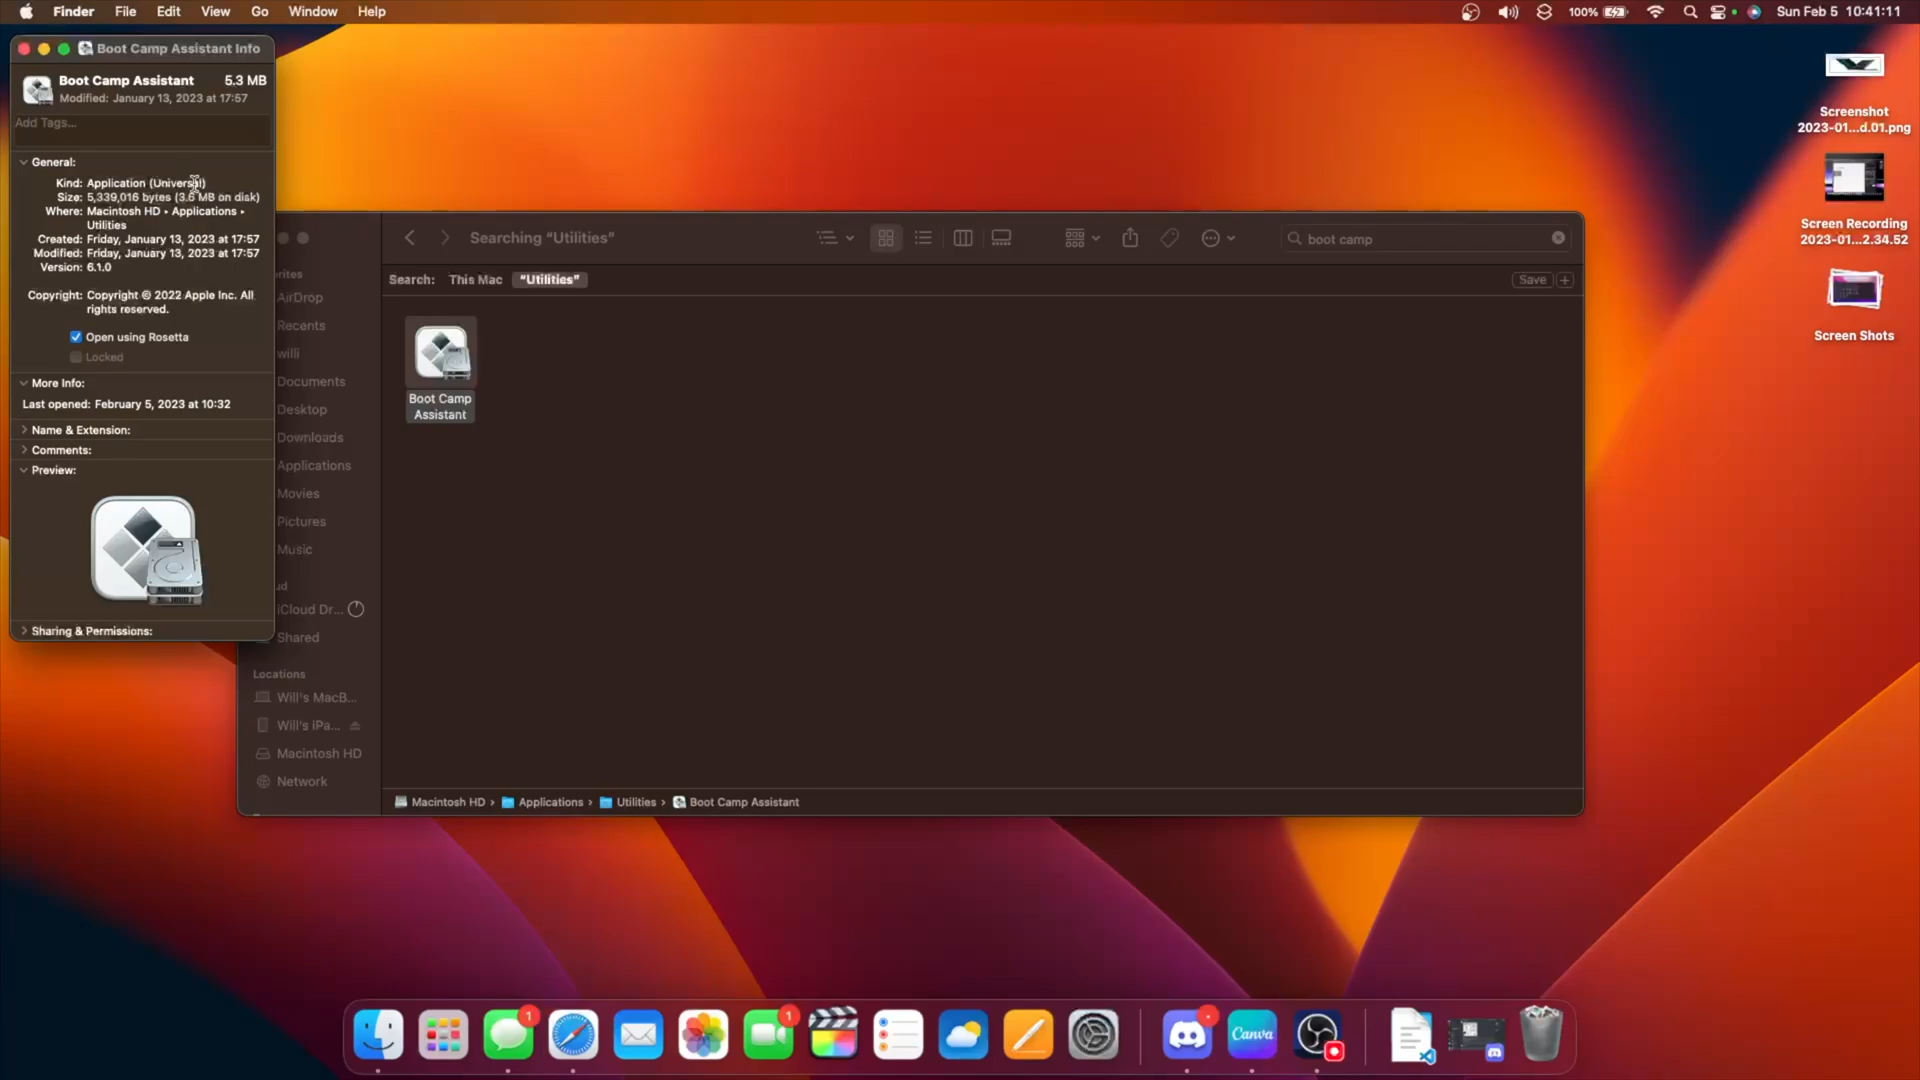 Finder File Edit View Go Window Help
100% Sun Feb 5 10:41:11
Boot Camp Assistant Info
Boot Camp Assistant 5.3 MB
Modified: January 13, 2023 at 17:57
Add Tags...
General:
Kind: Application (Universal)
Size: 5,339,016 bytes (3.6 MB on disk)
Where: Macintosh HD • Applications •
Utilities
Created: Friday, January 13, 2023 at 17:57
Modified: Friday, January 13, 2023 at 17:57
Version: 6.1.0
Copyright: Copyright © 2022 Apple Inc. All
rights reserved.
Open using Rosetta
Locked
More Info:
Last opened: February 5, 2023 at 10:32
Name & Extension:
Comments:
Preview:
Sharing & Permissions:
Searching “Utilities”
boot camp
Search: This Mac “Utilities”
Save
rites
AirDrop
Recents
willi
Documents
Desktop
Downloads
Applications
Movies
Pictures
Music
ud
iCloud Dr...
Shared
Locations
Will's MacB...
Will's iPa...
Macintosh HD
Network
Boot Camp
Assistant
Macintosh HD › Applications › Utilities › Boot Camp Assistant
Screenshot
2023-01...d.01.png
Screen Recording
2023-01...2.34.52
Screen Shots
1
1
Canva